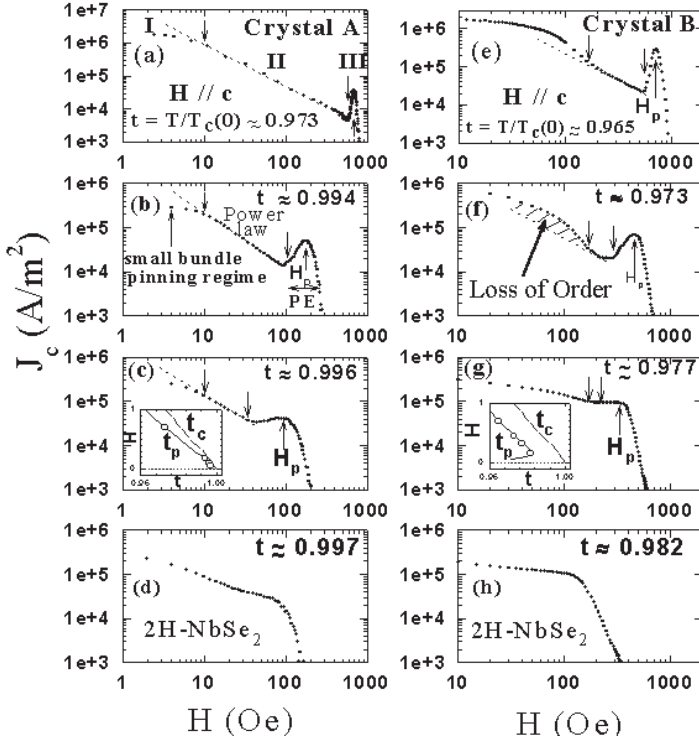 J_c (A/m²)
1e+7
I
Crystal A
1e+6
(a)
II
III
1e+5
H // c
1e+4
t = T/T_c(0) ≈ 0.973
1e+3
1 10 100 1000
1e+6
(b)
t ≈ 0.994
Power
law
1e+5
small bundle
pinning regime
1e+4
H_p
PE
1e+3
1 10 100 1000
1e+6
(c)
t ≈ 0.996
1e+5
1
H
t_c
t_p
H_p
1e+4
0
0.96 t 1.00
1e+3
1 10 100 1000
1e+6
t ≈ 0.997
1e+5
(d)
1e+4
2H-NbSe₂
1e+3
1 10 100 1000
H (Oe)
Crystal B
1e+6
(e)
1e+5
H // c
H_p
1e+4
t = T/T_c(0) ≈ 0.965
1e+3
10 100 1000
1e+6
(f)
t ≈ 0.973
1e+5
H_p
1e+4
Loss of Order
1e+3
10 100 1000
1e+6
(g)
t ≈ 0.977
1e+5
1
H
t_c
t_p
H_p
1e+4
0
0.96 t 1.00
1e+3
10 100 1000
1e+6
t ≈ 0.982
1e+5
(h)
1e+4
2H-NbSe₂
1e+3
10 100 1000
H (Oe)